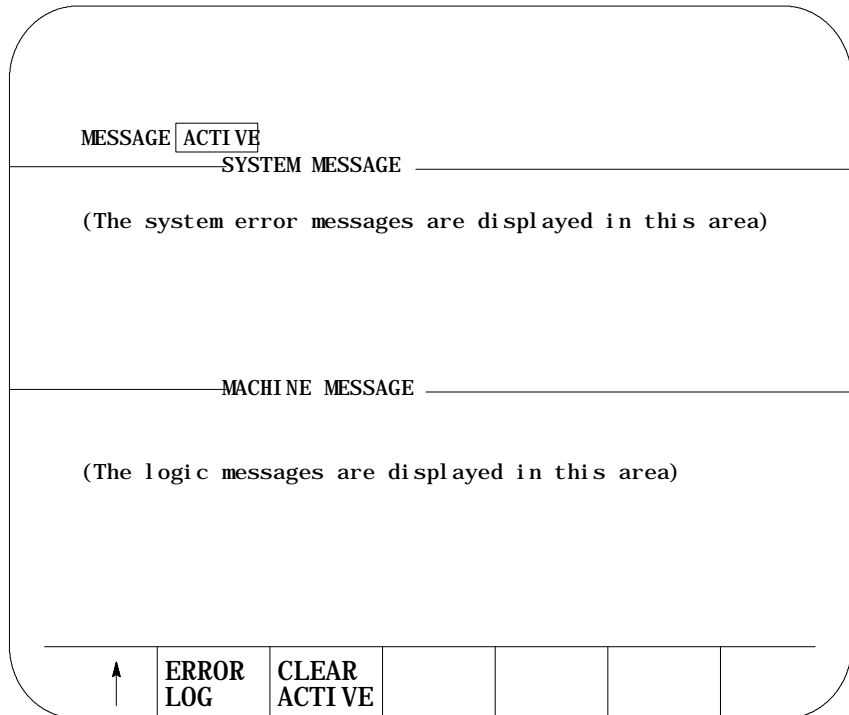 MESSAGE ACTIVE
SYSTEM MESSAGE
(The system error messages are displayed in this area)
MACHINE MESSAGE
(The logic messages are displayed in this area)
ERROR LOG
CLEAR ACTIVE